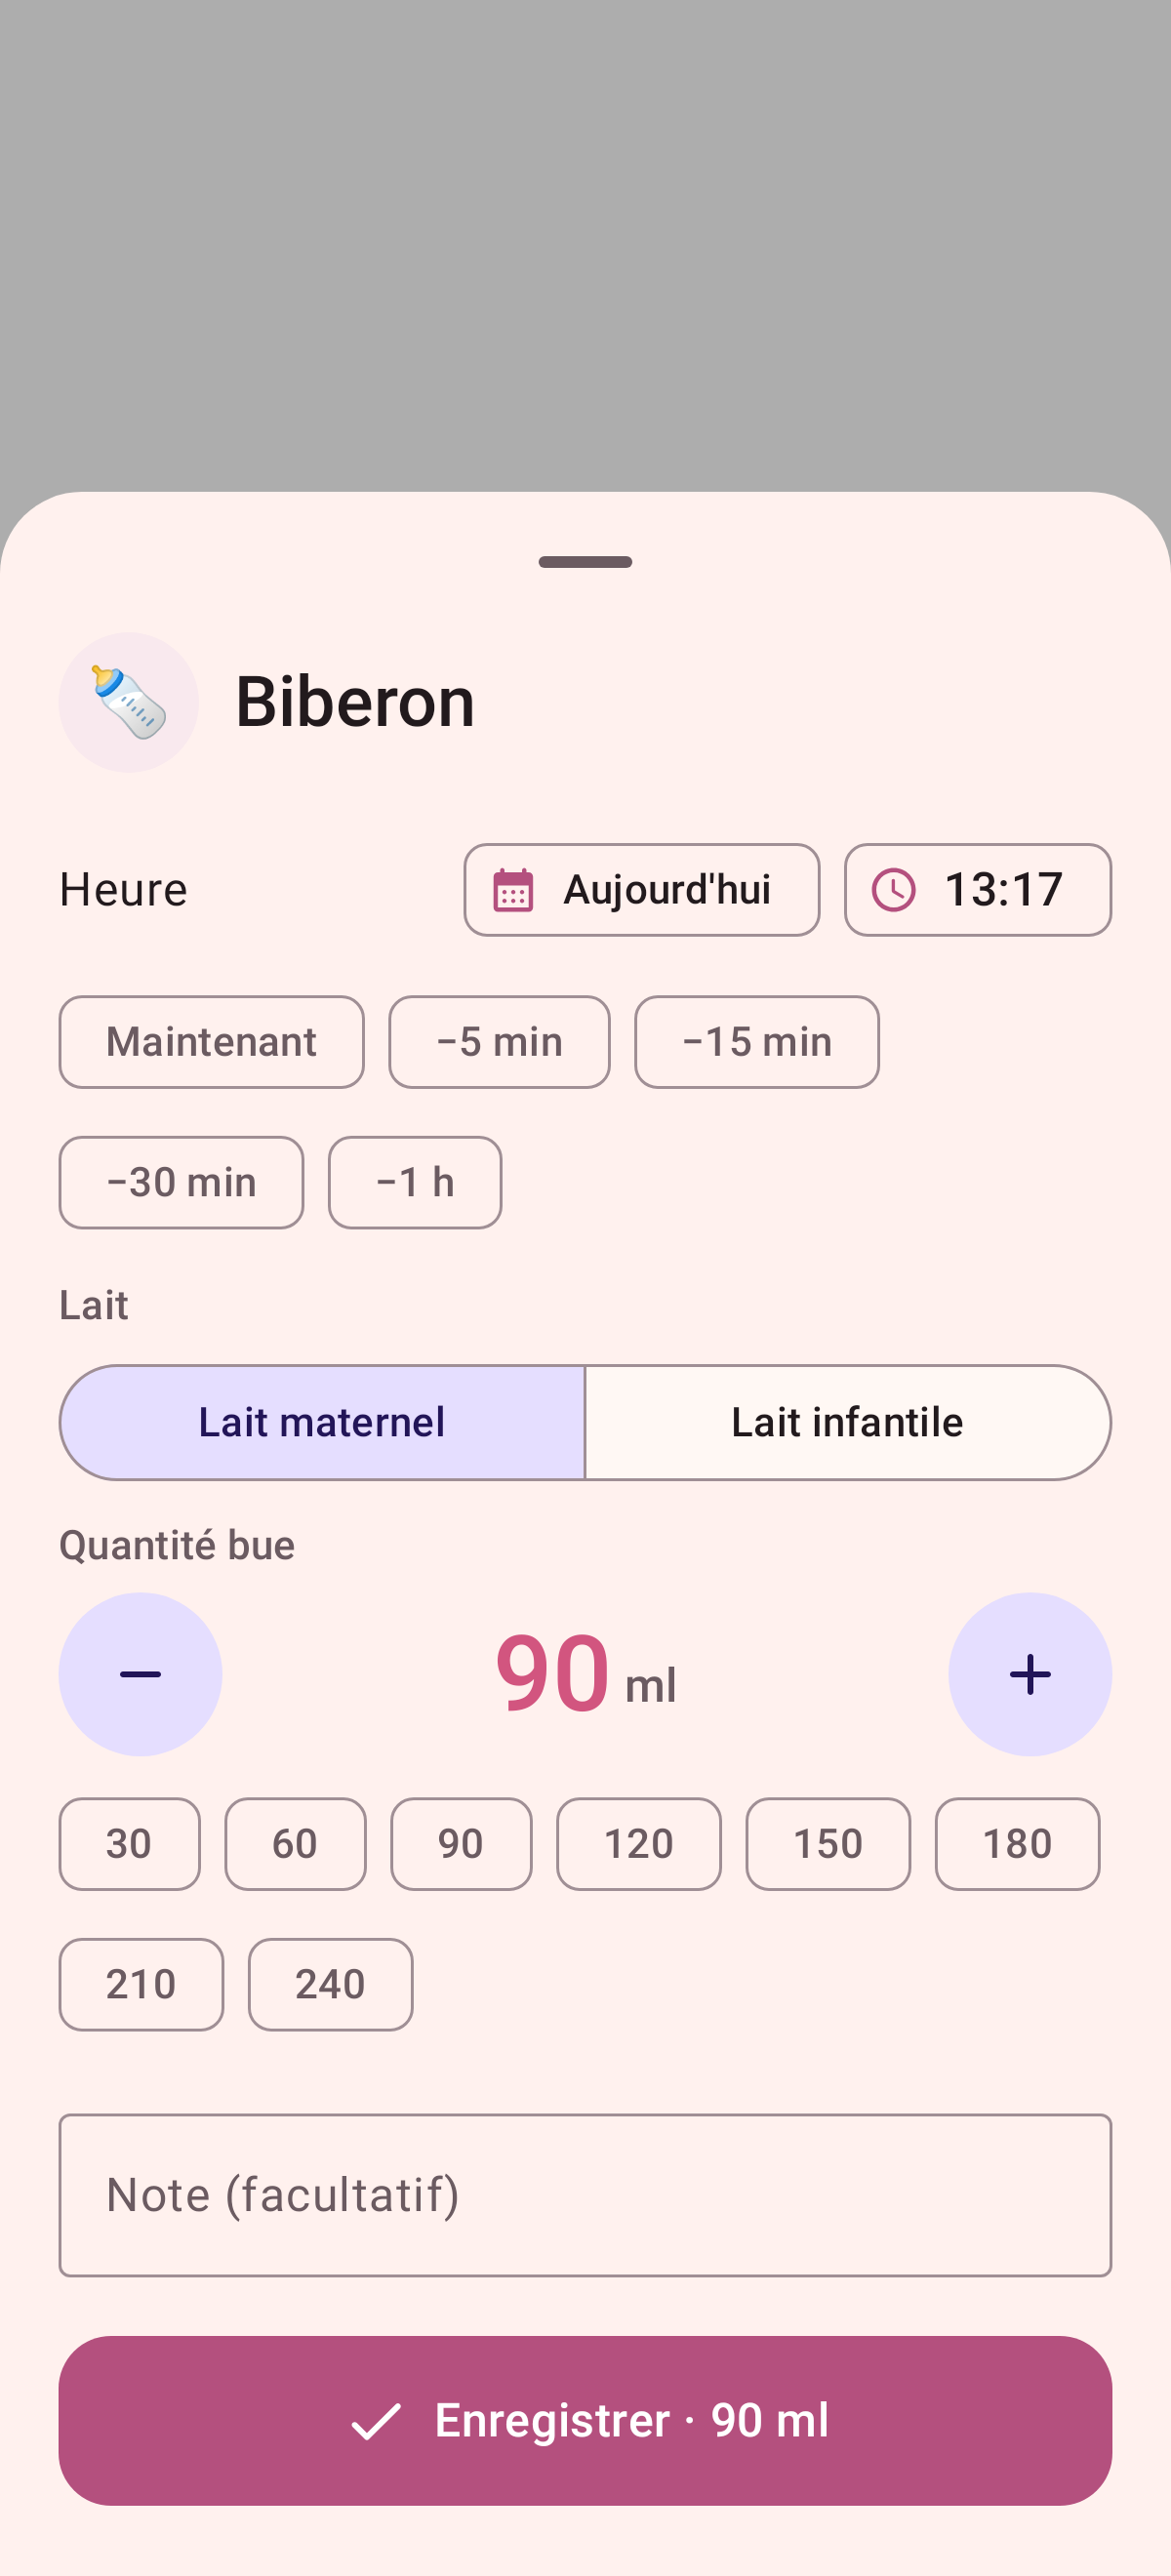 Biberon
Heure Aujourd'hui 13:17
Maintenant −5 min −15 min
−30 min −1 h
Lait
Lait maternel Lait infantile
Quantité bue
90 ml
30 60 90 120 150 180
210 240
Note (facultatif)
Enregistrer · 90 ml